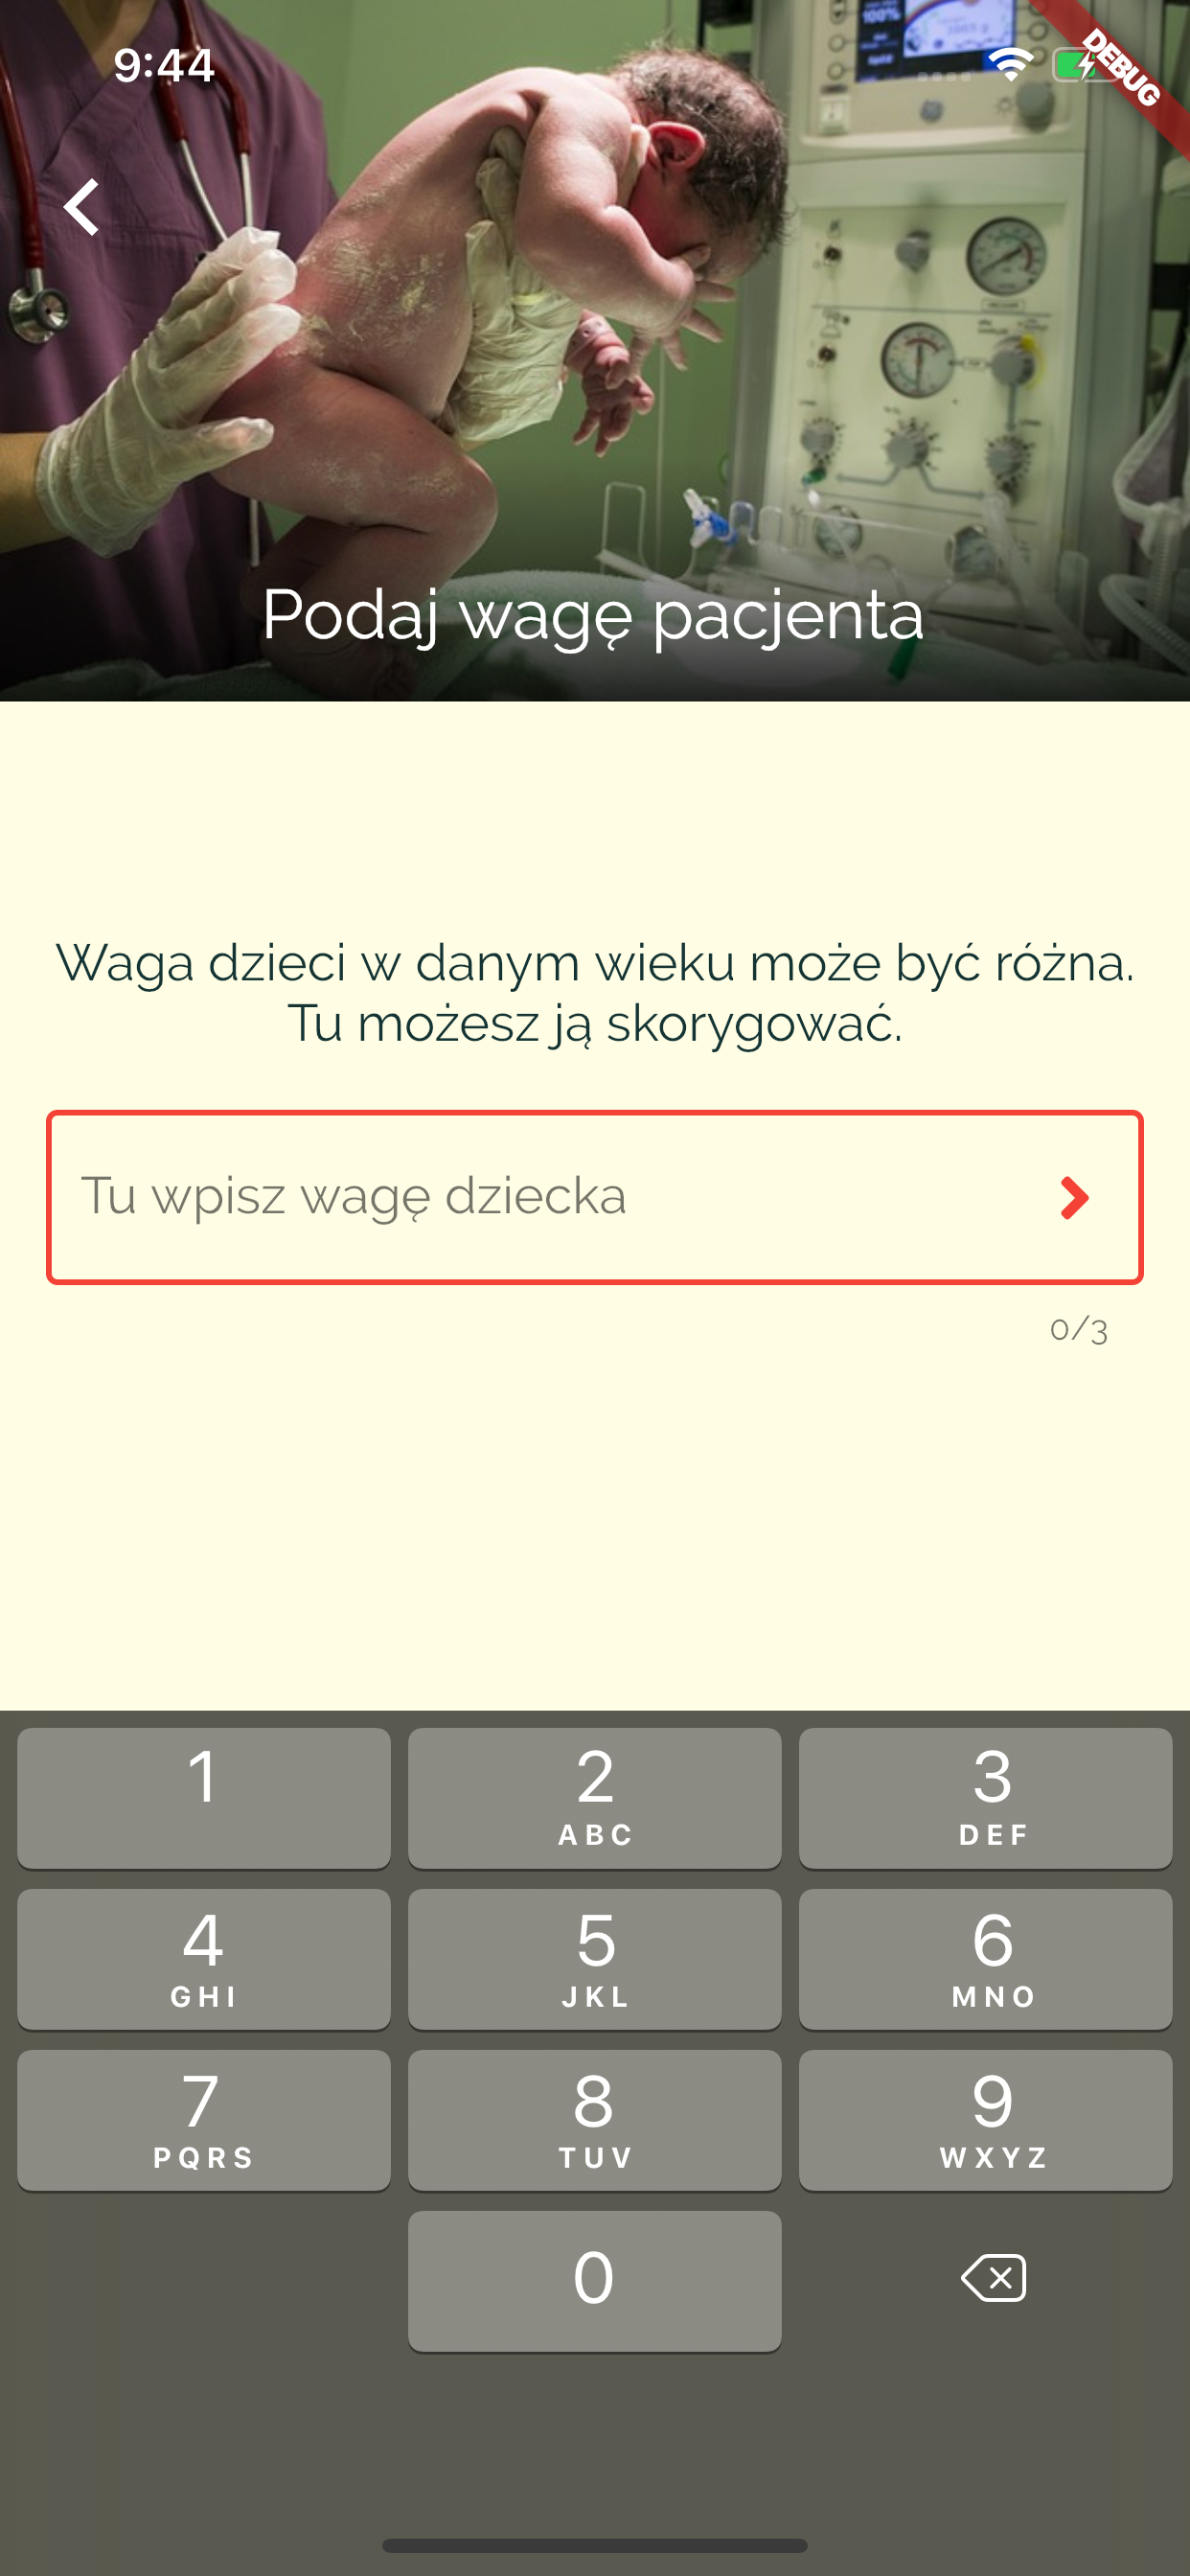 9:44
DEBUG
100%
Podaj wagę pacjenta
Waga dzieci w danym wieku może być różna.
Tu możesz ją skorygować.
Tu wpisz wagę dziecka
0/3
1
2
ABC
3
DEF
4
GHI
5
JKL
6
MNO
7
PQRS
8
TUV
9
WXYZ
0